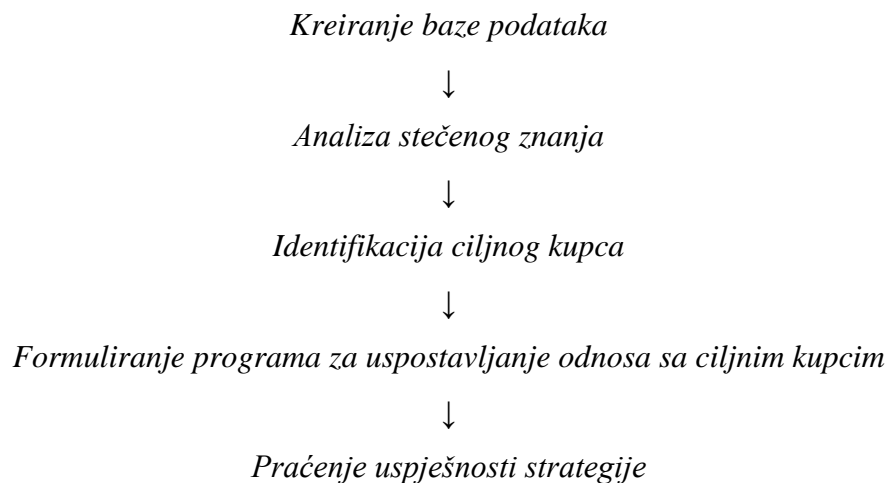 Kreiranje baze podataka
↓
Analiza stečenog znanja
↓
Identifikacija ciljnog kupca
↓
Formuliranje programa za uspostavljanje odnosa sa ciljnim kupcim
↓
Praćenje uspješnosti strategije